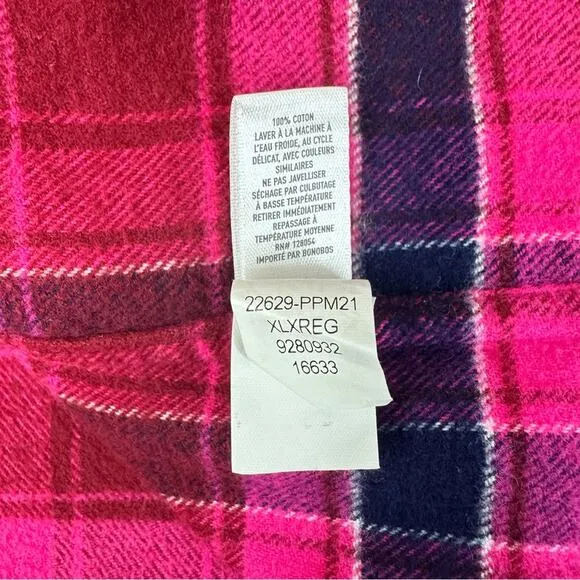 100% COTON
LAVER À LA MACHINE À
L'EAU FROIDE, AU CYCLE
DÉLICAT, AVEC COULEURS
SIMILAIRES
NE PAS JAVELLISER
SÉCHAGE PAR CULBUTAGE
À BASSE TEMPÉRATURE
RETIRER IMMÉDIATEMENT
REPASSAGE À
TEMPÉRATURE MOYENNE
RN# 128054
IMPORTÉ PAR BONOBOS
22629-PPM21
XLXREG
9280932
16633